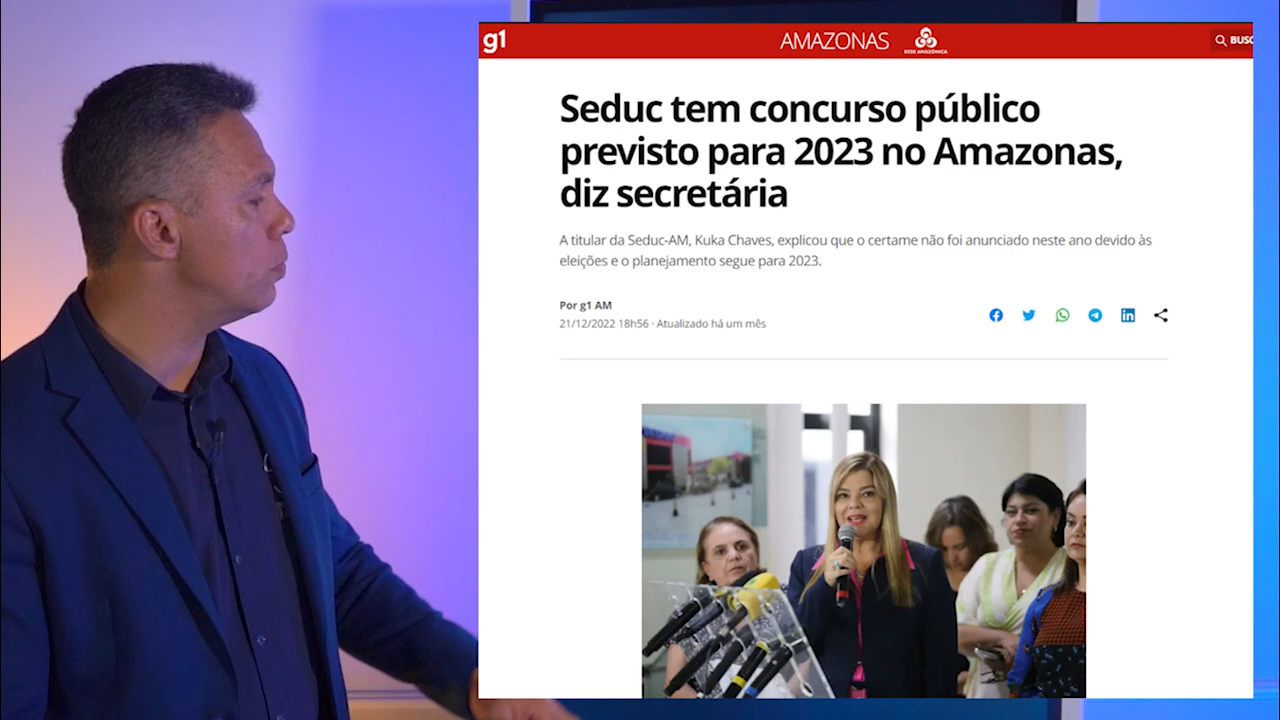 g1
AMAZONAS
REDE AMAZÔNICA
BUSC
Seduc tem concurso público
previsto para 2023 no Amazonas,
diz secretária
A titular da Seduc-AM, Kuka Chaves, explicou que o certame não foi anunciado neste ano devido às
eleições e o planejamento segue para 2023.
Por g1 AM
21/12/2022 18h56 · Atualizado há um mês